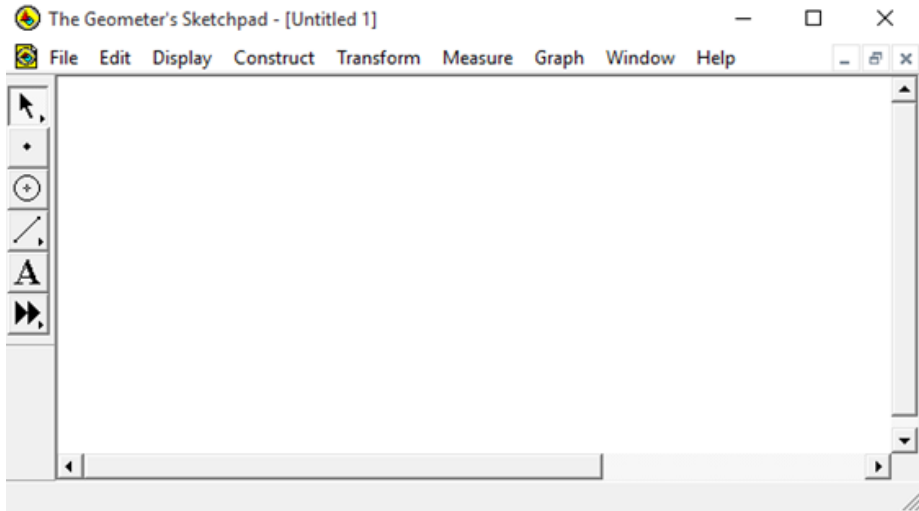 The Geometer's Sketchpad - [Untitled 1]
File Edit Display Construct Transform Measure Graph Window Help
A